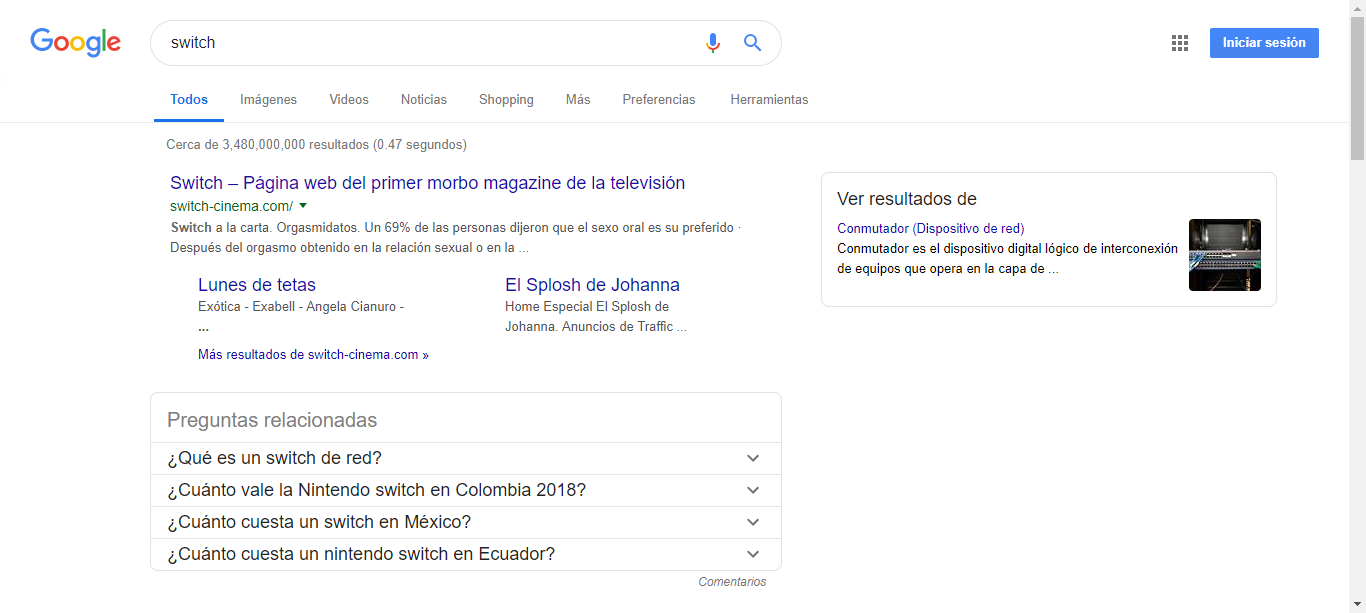 Google
switch
Iniciar sesión
Todos Imágenes Videos Noticias Shopping Más Preferencias Herramientas
Cerca de 3,480,000,000 resultados (0.47 segundos)
Switch – Página web del primer morbo magazine de la televisión
switch-cinema.com/
Switch a la carta. Orgasmidatos. Un 69% de las personas dijeron que el sexo oral es su preferido ·
Después del orgasmo obtenido en la relación sexual o en la ...
Lunes de tetas
Exótica - Exabell - Angela Cianuro -
...
El Splosh de Johanna
Home Especial El Splosh de
Johanna. Anuncios de Traffic ...
Más resultados de switch-cinema.com »
Preguntas relacionadas
¿Qué es un switch de red?
¿Cuánto vale la Nintendo switch en Colombia 2018?
¿Cuánto cuesta un switch en México?
¿Cuánto cuesta un nintendo switch en Ecuador?
Comentarios
Ver resultados de
Conmutador (Dispositivo de red)
Conmutador es el dispositivo digital lógico de interconexión
de equipos que opera en la capa de ...